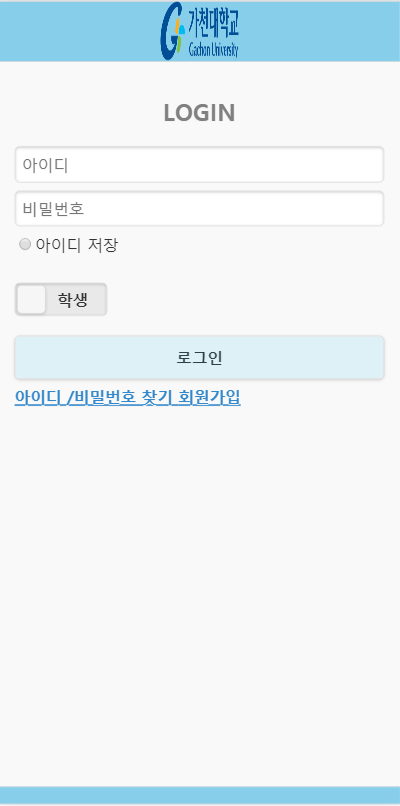 가천대학교
Gachon University
LOGIN
아이디
비밀번호
아이디 저장
학생
로그인
아이디 /비밀번호 찾기 회원가입